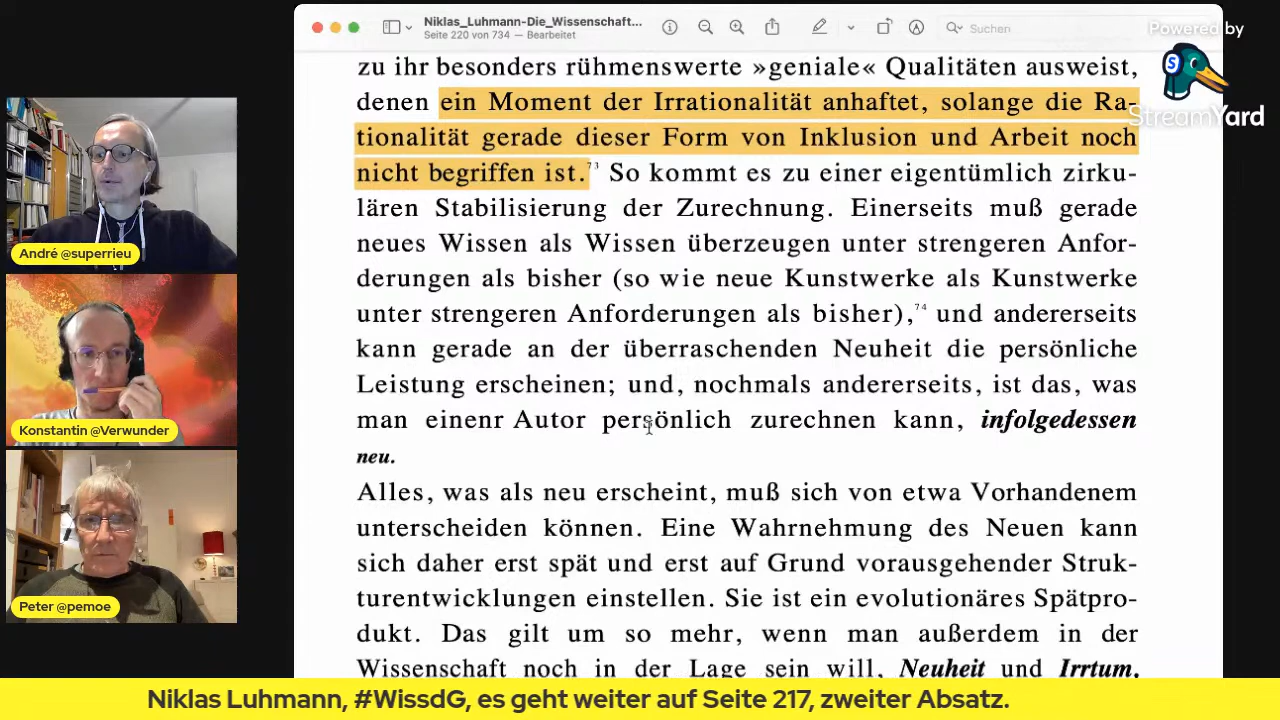 Niklas_Luhmann-Die_Wissenschaft...
Seite 220 von 734 — Bearbeitet
Suchen
Powered by
StreamYard
zu ihr besonders rühmenswerte »geniale« Qualitäten ausweist,
denen ein Moment der Irrationalität anhaftet, solange die Ra-
tionalität gerade dieser Form von Inklusion und Arbeit noch
nicht begriffen ist.73 So kommt es zu einer eigentümlich zirku-
lären Stabilisierung der Zurechnung. Einerseits muß gerade
neues Wissen als Wissen überzeugen unter strengeren Anfor-
derungen als bisher (so wie neue Kunstwerke als Kunstwerke
unter strengeren Anforderungen als bisher),74 und andererseits
kann gerade an der überraschenden Neuheit die persönliche
Leistung erscheinen; und, nochmals andererseits, ist das, was
man einenr Autor persönlich zurechnen kann, infolgedessen
neu.
Alles, was als neu erscheint, muß sich von etwa Vorhandenem
unterscheiden können. Eine Wahrnehmung des Neuen kann
sich daher erst spät und erst auf Grund vorausgehender Struk-
turentwicklungen einstellen. Sie ist ein evolutionäres Spätpro-
dukt. Das gilt um so mehr, wenn man außerdem in der
Wissenschaft noch in der Lage sein will, Neuheit und Irrtum,
André @superrieu
Konstantin @Verwunder
Peter @pemoe
Niklas Luhmann, #WissdG, es geht weiter auf Seite 217, zweiter Absatz.